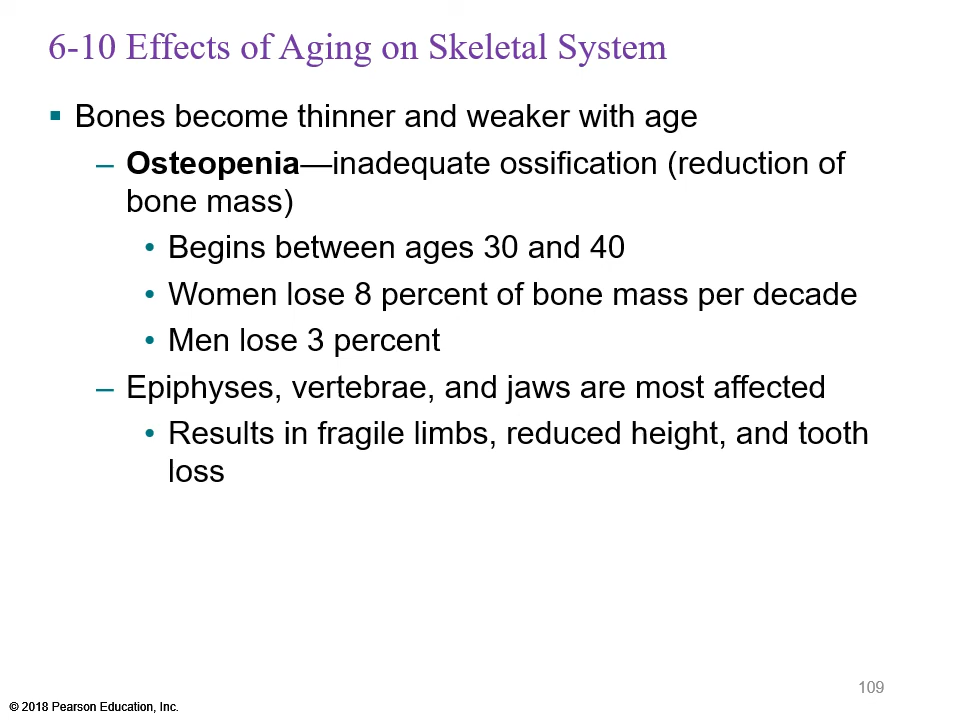 6-10 Effects of Aging on Skeletal System
▪ Bones become thinner and weaker with age
– Osteopenia—inadequate ossification (reduction of
bone mass)
• Begins between ages 30 and 40
• Women lose 8 percent of bone mass per decade
• Men lose 3 percent
– Epiphyses, vertebrae, and jaws are most affected
• Results in fragile limbs, reduced height, and tooth
loss
109
© 2018 Pearson Education, Inc.